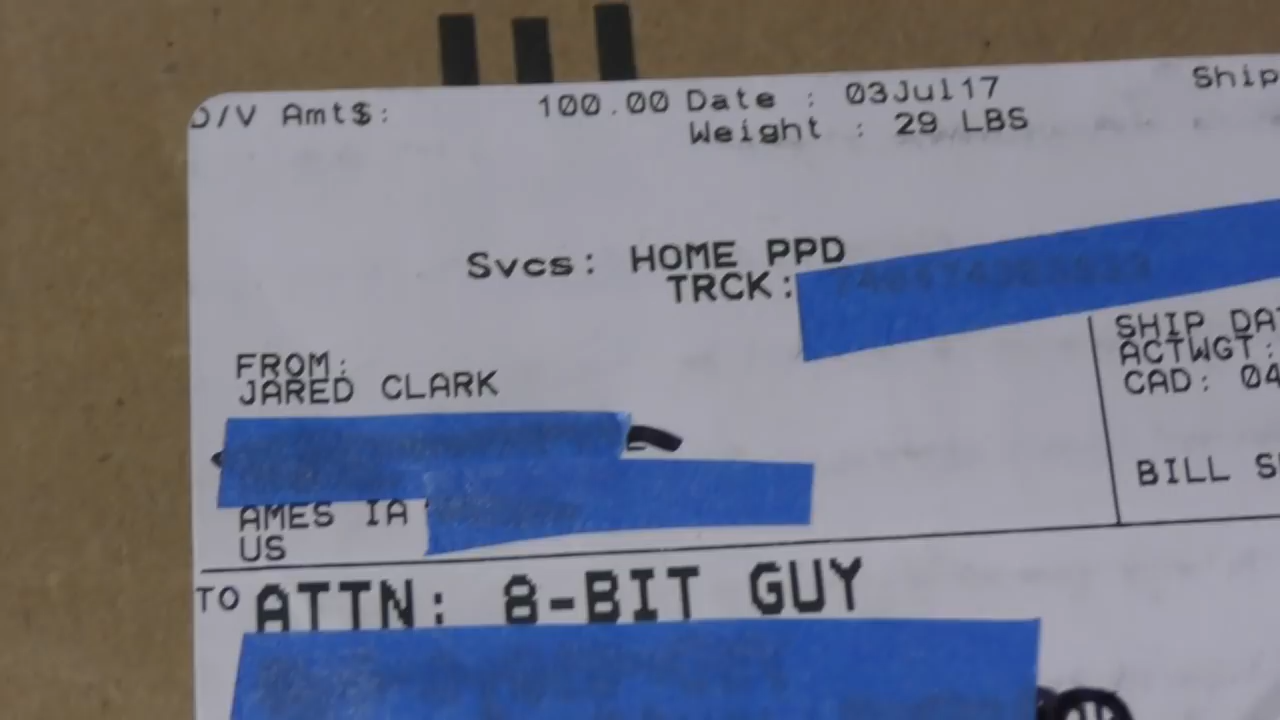 D/V Amt$: 100.00 Date : 03Jul17 Ship
Weight : 29 LBS
Svcs: HOME PPD
TRCK:
FROM:
JARED CLARK
AMES IA
US
SHIP DA
ACTWGT:
CAD: 04
BILL S
TO ATTN: 8-BIT GUY